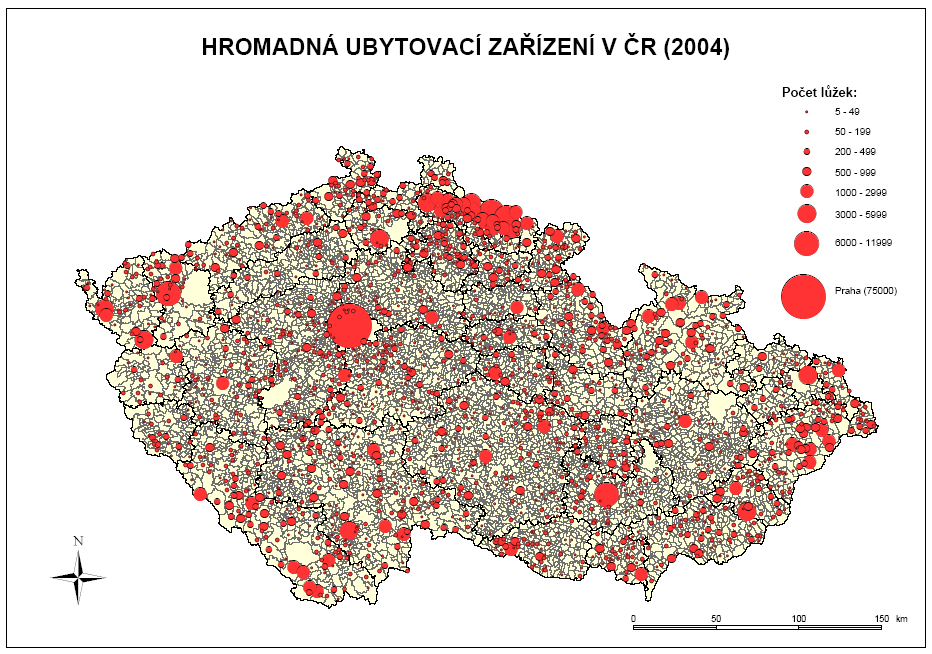 HROMADNÁ UBYTOVACÍ ZAŘÍZENÍ V ČR (2004)
Počet lůžek:
5 - 49
50 - 199
200 - 499
500 - 999
1000 - 2999
3000 - 5999
6000 - 11999
Praha (75000)
N
0 50 100 150 km